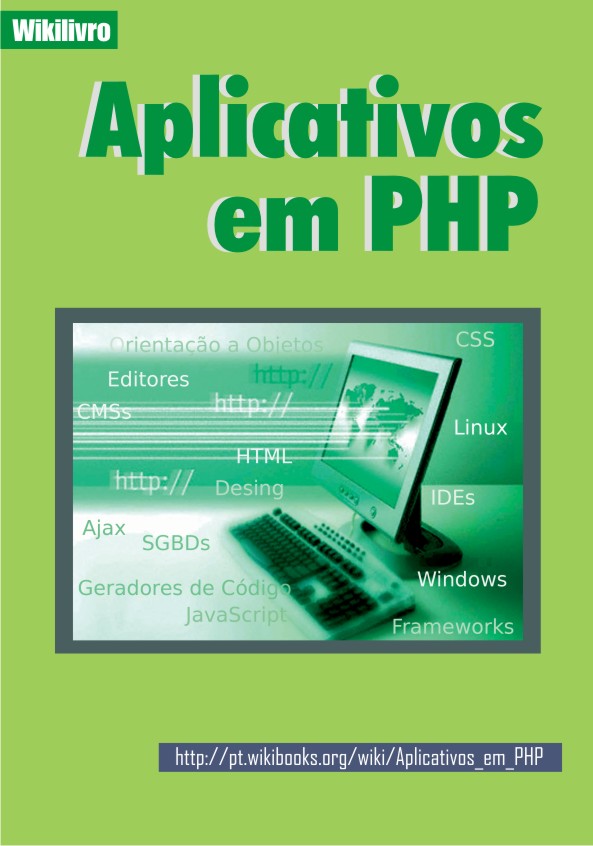 Wikilivro
Aplicativos
em PHP
Orientação a Objetos
CSS
http://
Editores
http://
CMSs
Linux
HTML
http://
Desing
IDEs
Ajax
SGBDs
Windows
Geradores de Código
JavaScript
Frameworks
http://pt.wikibooks.org/wiki/Aplicativos_em_PHP